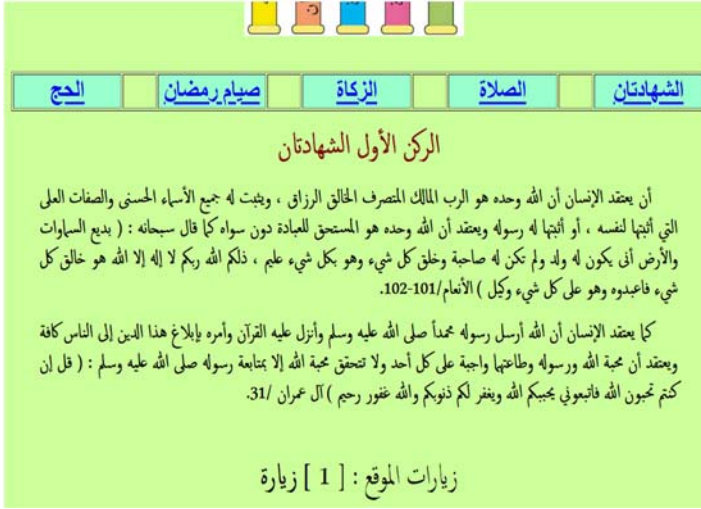 الشهادتان الصلاة الزكاة صيام رمضان الحج
الركن الأول الشهادتان
أن يعتقد الإنسان أن الله وحده هو الرب المالك المتصرف الخالق الرزاق ، ويثبت له جميع الأسماء الحسنى والصفات العلى
التي أثبتها لنفسه ، أو أثبتها له رسوله ويعتقد أن الله وحده هو المستحق للعبادة دون سواه كما قال سبحانه : ( بديع السماوات
والأرض أنى يكون له ولد ولم تكن له صاحبة وخلق كل شيء وهو بكل شيء عليم ، ذلكم الله ربكم لا إله إلا الله هو خالق كل
شيء فاعبدوه وهو على كل شيء وكيل ) الأنعام/101-102.
كما يعتقد الإنسان أن الله أرسل رسوله محمداً صلى الله عليه وسلم وأنزل عليه القرآن وأمره بإبلاغ هذا الدين إلى الناس كافة
ويعتقد أن محبة الله ورسوله وطاعتها واجبة على كل أحد ولا تتحقق محبة الله إلا بمتابعة رسوله صلى الله عليه وسلم : ( قل إن
كنتم تحبون الله فاتبعوني يحببكم الله ويغفر لكم ذنوبكم والله غفور رحيم ) آل عمران /31.
زيارات الموقع : [ 1 ] زيارة